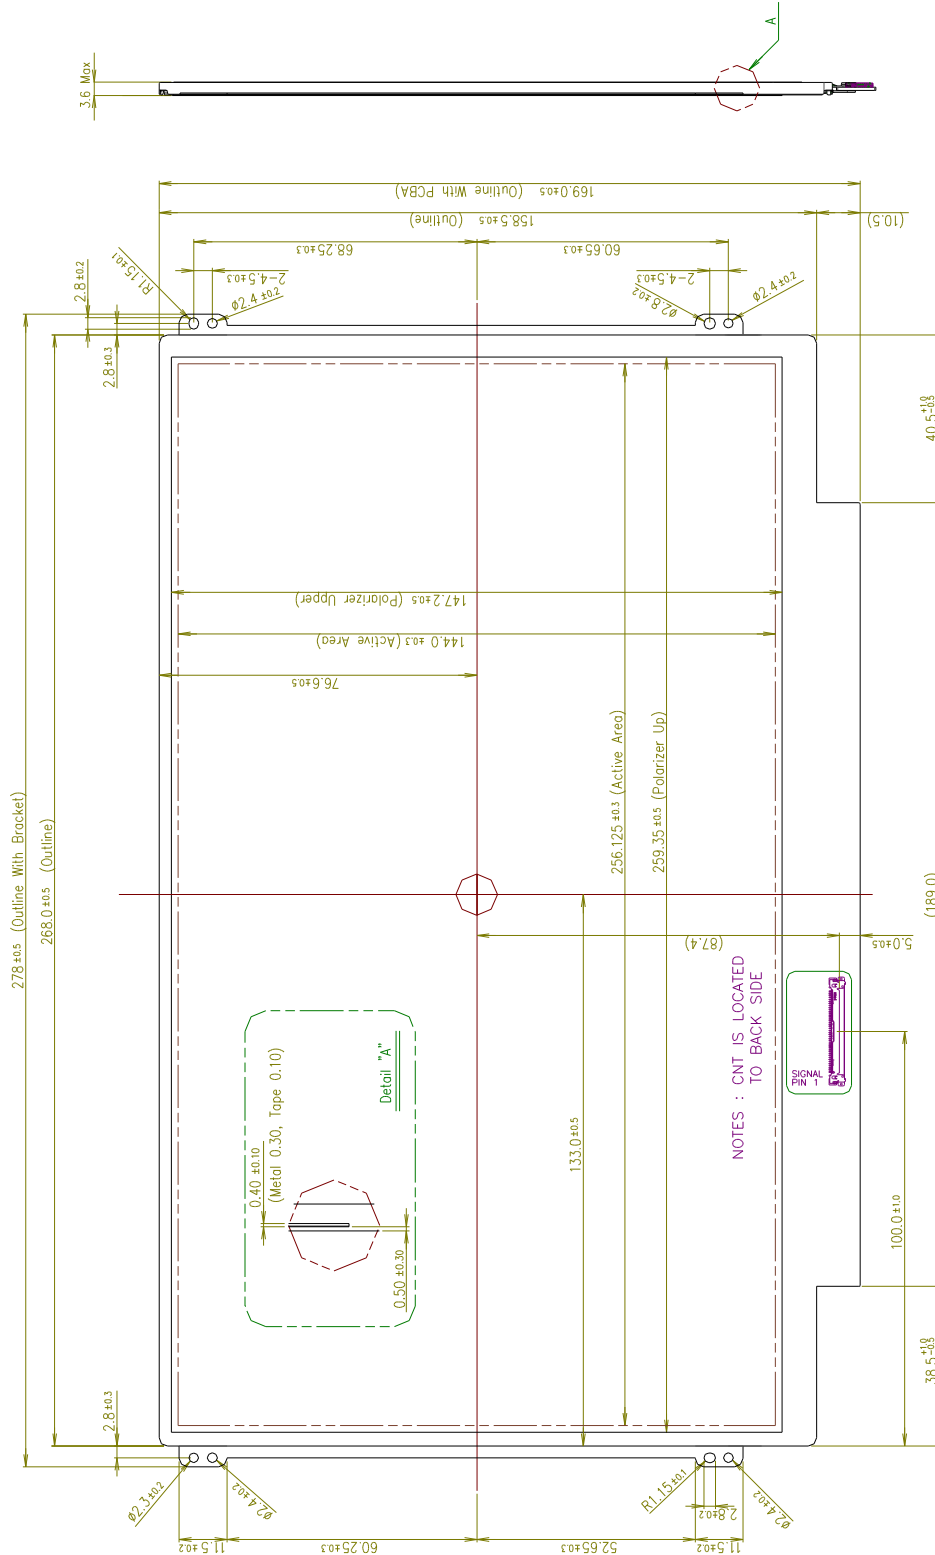 A
3.6 Max
169.0±0.5 (Outline With PCBA)
158.5±0.5 (Outline)
(10.5)
68.25±0.3
60.65±0.3
2-4.5±0.3
2-4.5±0.3
R1.15±0.1
2.8±0.2
ø2.4±0.2
ø2.8±0.2
ø2.4±0.2
2.8±0.3
40.5 +1.0 -0.5
147.2±0.5 (Polarizer Upper)
144.0±0.3 (Active Area)
76.6±0.5
278±0.5 (Outline With Bracket)
268.0±0.5 (Outline)
256.125±0.3 (Active Area)
259.35±0.5 (Polarizer Up)
(189.0)
(87.4)
5.0±0.5
NOTES : CNT IS LOCATED
TO BACK SIDE
SIGNAL
PIN 1
Detail "A"
0.40 ±0.10
(Metal 0.30, Tape 0.10)
0.50 ±0.30
133.0±0.5
100.0±1.0
38.5 +1.0 -0.5
2.8±0.3
ø2.3±0.2
ø2.4±0.2
R1.15±0.1
2.8±0.2
ø2.4±0.2
11.5±0.2
60.25±0.3
52.65±0.3
11.5±0.2